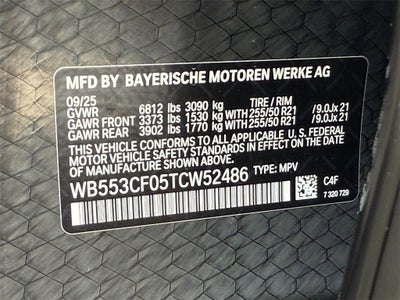 MFD BY BAYERISCHE MOTOREN WERKE AG
09/25 TIRE / RIM
GVWR 6812 lbs 3090 kg
GAWR FRONT 3373 lbs 1530 kg WITH 255/50 R21 /9.0Jx 21
GAWR REAR 3902 lbs 1770 kg WITH 255/50 R21 /9.0Jx 21
THIS VEHICLE CONFORMS TO ALL APPLICABLE
FEDERAL MOTOR VEHICLE SAFETY STANDARDS
IN EFFECT ON THE DATE OF MANUFACTURE
SHOWN ABOVE.
WB553CF05TCW52486 TYPE: MPV
C4F
7 320 729